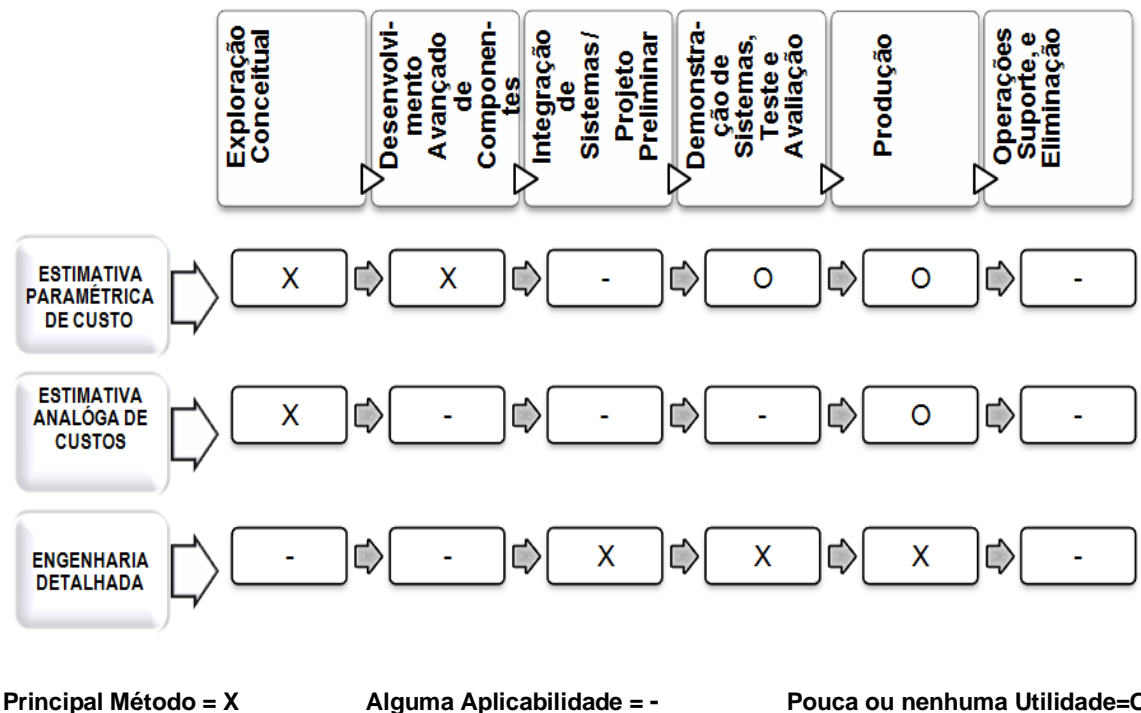 Exploração
Conceitual
Desenvolvi-
mento
Avançado
de
Componen-
tes
Integração
de
Sistemas/
Projeto
Preliminar
Demonstra-
ção de
Sistemas,
Teste e
Avaliação
Produção
Operações
Suporte, e
Eliminação
ESTIMATIVA
PARAMÉTRICA
DE CUSTO
X
X
-
O
O
-
ESTIMATIVA
ANALÓGA DE
CUSTOS
X
-
-
-
O
-
ENGENHARIA
DETALHADA
-
-
X
X
X
-
Principal Método = X
Alguma Aplicabilidade = -
Pouca ou nenhuma Utilidade=O